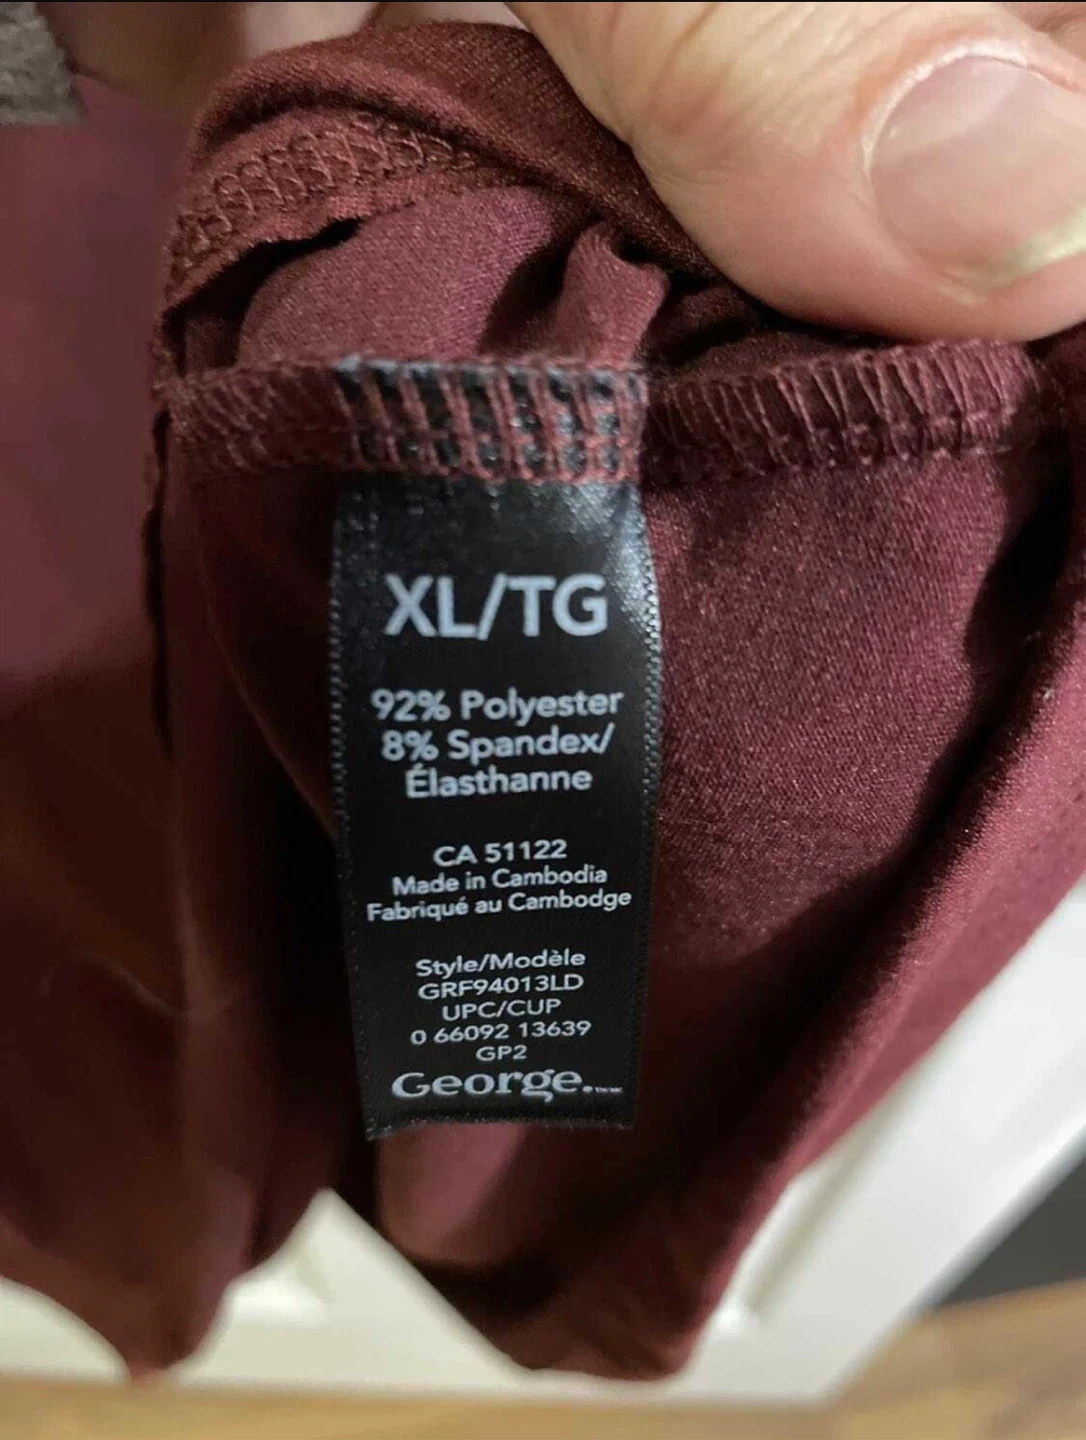 XL/TG
92% Polyester
8% Spandex/
Élasthanne
CA 51122
Made in Cambodia
Fabriqué au Cambodge
Style/Modèle
GRF94013LD
UPC/CUP
0 66092 13639
GP2
George.